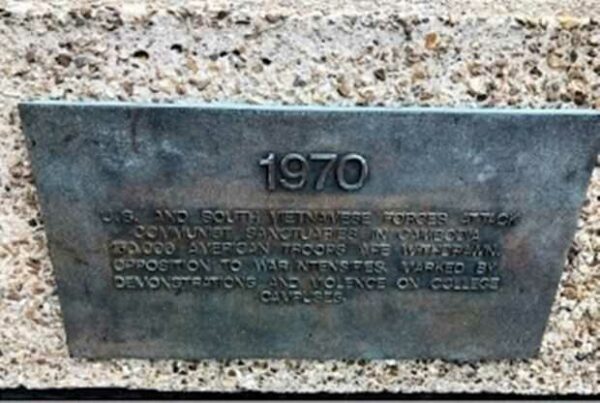 1970
U.S. AND SOUTH VIETNAMESE FORCES ATTACK
COMMUNIST SANCTUARIES IN CAMBODIA
AMERICAN TROOPS ARE WITHDRAWN.
OPPOSITION TO WAR INTENSIFIES, MARKED BY
DEMONSTRATIONS AND VIOLENCE ON COLLEGE
CAMPUSES.